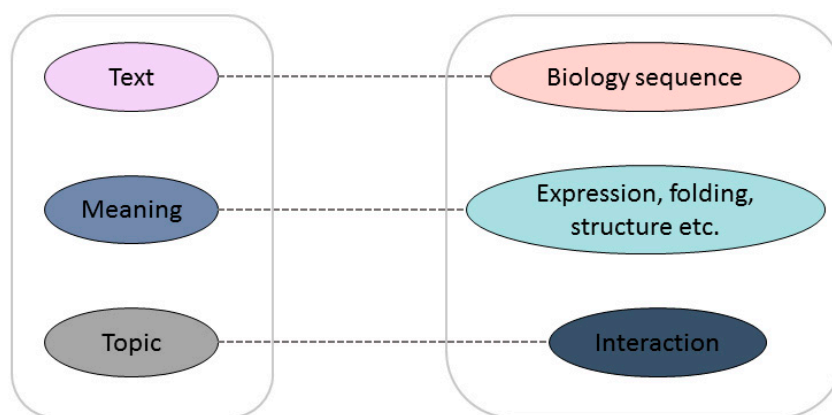 Text
Biology sequence
Meaning
Expression, folding,
structure etc.
Topic
Interaction